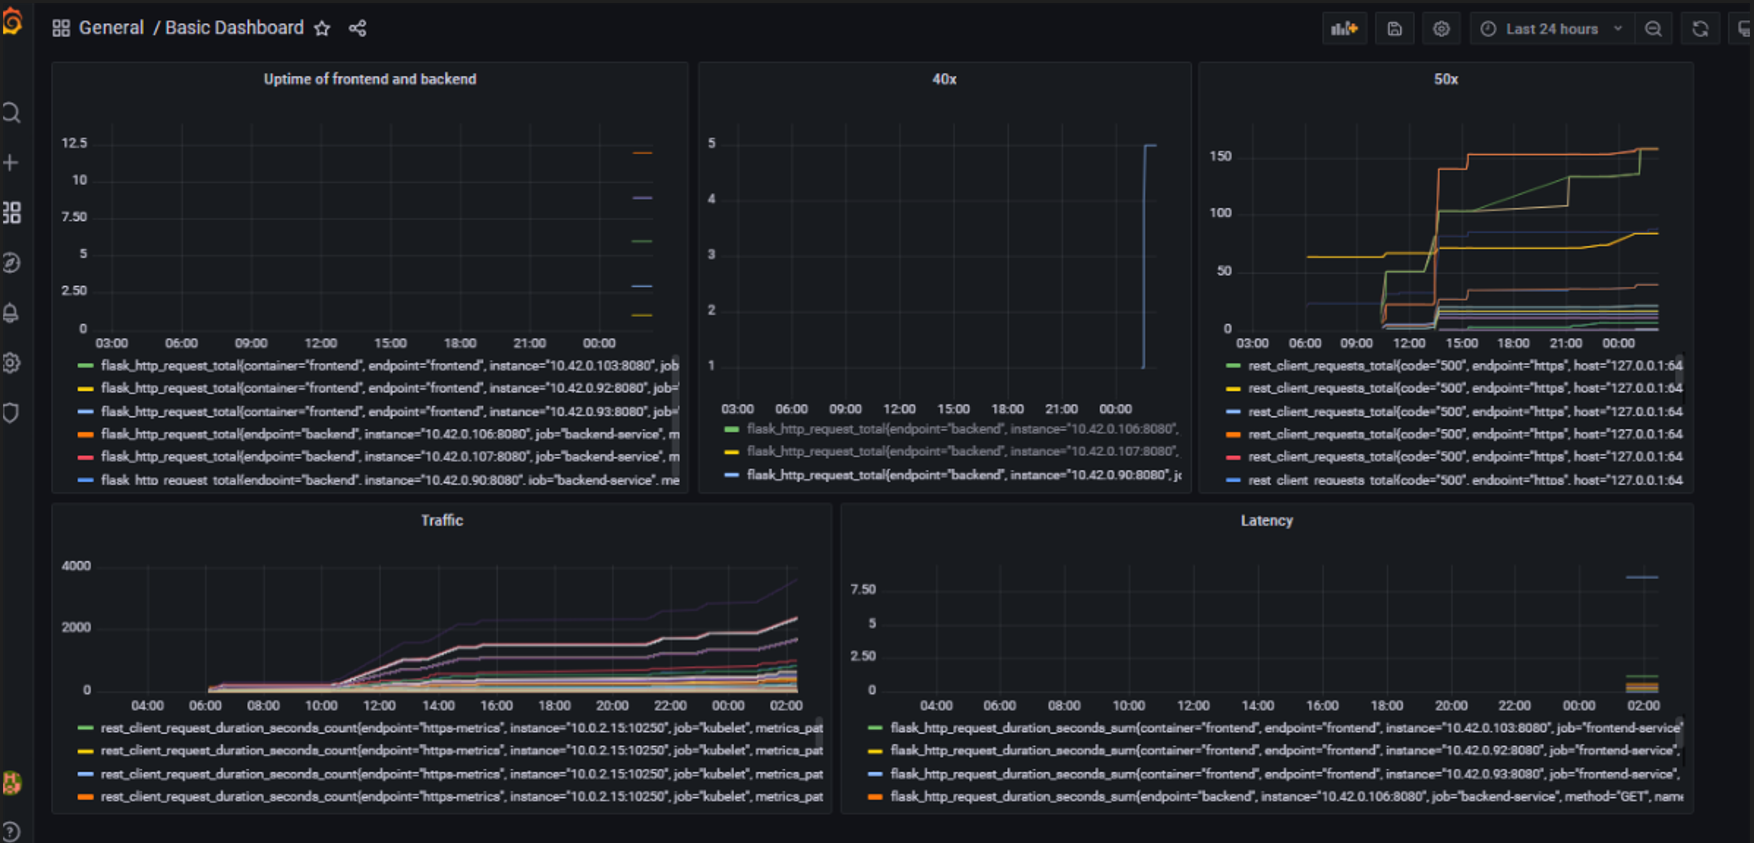 General / Basic Dashboard
Last 24 hours
Uptime of frontend and backend
12.5
10
7.50
5
2.50
0
03:00 06:00 09:00 12:00 15:00 18:00 21:00 00:00
flask_http_request_total{container="frontend", endpoint="frontend", instance="10.42.0.103:8080", job
flask_http_request_total{container="frontend", endpoint="frontend", instance="10.42.0.92:8080", job="
flask_http_request_total{container="frontend", endpoint="frontend", instance="10.42.0.93:8080", job="
flask_http_request_total{endpoint="backend", instance="10.42.0.106:8080", job="backend-service", m
flask_http_request_total{endpoint="backend", instance="10.42.0.107:8080", job="backend-service", m
flask_http_request_total{endpoint="backend", instance="10.42.0.90:8080", job="backend-service", me
40x
5
4
3
2
1
03:00 06:00 09:00 12:00 15:00 18:00 21:00 00:00
flask_http_request_total{endpoint="backend", instance="10.42.0.106:8080",
flask_http_request_total{endpoint="backend", instance="10.42.0.107:8080",
flask_http_request_total{endpoint="backend", instance="10.42.0.90:8080", j
50x
150
100
50
0
03:00 06:00 09:00 12:00 15:00 18:00 21:00 00:00
rest_client_requests_total{code="500", endpoint="https", host="127.0.0.1:64
rest_client_requests_total{code="500", endpoint="https", host="127.0.0.1:64
rest_client_requests_total{code="500", endpoint="https", host="127.0.0.1:64
rest_client_requests_total{code="500", endpoint="https", host="127.0.0.1:64
rest_client_requests_total{code="500", endpoint="https", host="127.0.0.1:64
rest_client_requests_total{code="500", endpoint="https", host="127.0.0.1:64
Traffic
4000
2000
0
04:00 06:00 08:00 10:00 12:00 14:00 16:00 18:00 20:00 22:00 00:00 02:00
rest_client_request_duration_seconds_count{endpoint="https-metrics", instance="10.0.2.15:10250", job="kubelet", metrics_pat
rest_client_request_duration_seconds_count{endpoint="https-metrics", instance="10.0.2.15:10250", job="kubelet", metrics_pat
rest_client_request_duration_seconds_count{endpoint="https-metrics", instance="10.0.2.15:10250", job="kubelet", metrics_pat
rest_client_request_duration_seconds_count{endpoint="https-metrics", instance="10.0.2.15:10250", job="kubelet", metrics_pat
Latency
7.50
5
2.50
0
04:00 06:00 08:00 10:00 12:00 14:00 16:00 18:00 20:00 22:00 00:00 02:00
flask_http_request_duration_seconds_sum{container="frontend", endpoint="frontend", instance="10.42.0.103:8080", job="frontend-service"
flask_http_request_duration_seconds_sum{container="frontend", endpoint="frontend", instance="10.42.0.92:8080", job="frontend-service",
flask_http_request_duration_seconds_sum{container="frontend", endpoint="frontend", instance="10.42.0.93:8080", job="frontend-service",
flask_http_request_duration_seconds_sum{endpoint="backend", instance="10.42.0.106:8080", job="backend-service", method="GET", name